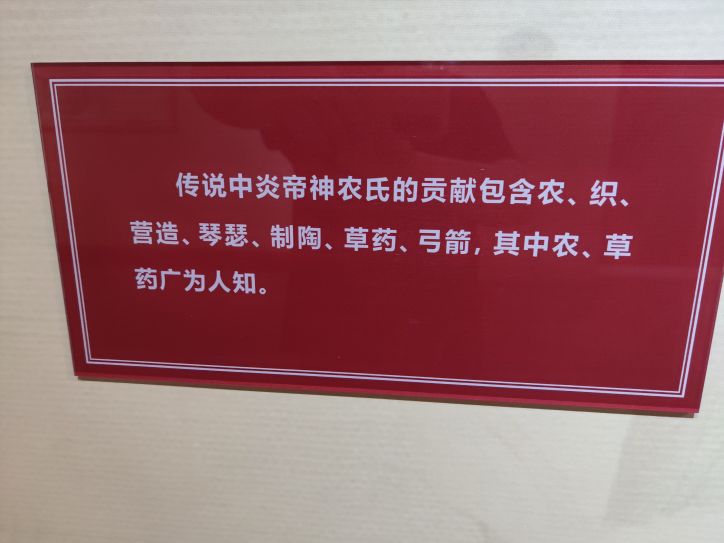 传说中炎帝神农氏的贡献包含农、织、
营造、琴瑟、制陶、草药、弓箭，其中农、草
药广为人知。